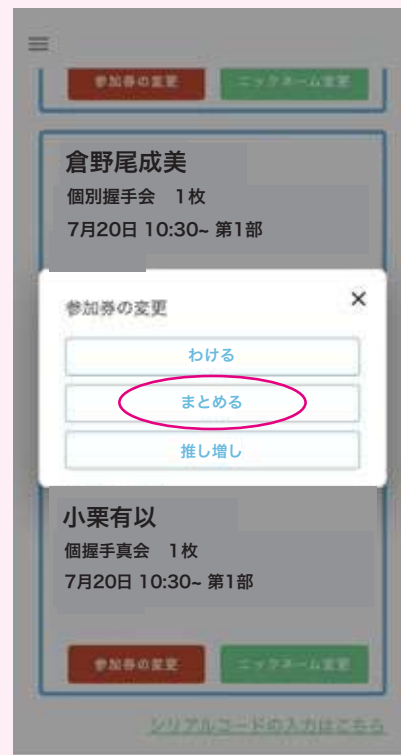 参加券の変更 ニックネーム変更
倉野尾成美
個別握手会 1枚
7月20日 10:30~ 第1部
参加券の変更 ×
わける
まとめる
推し増し
小栗有以
個握手真会 1枚
7月20日 10:30~ 第1部
参加券の変更 ニックネーム変更
シリアルコードの入力はこちら